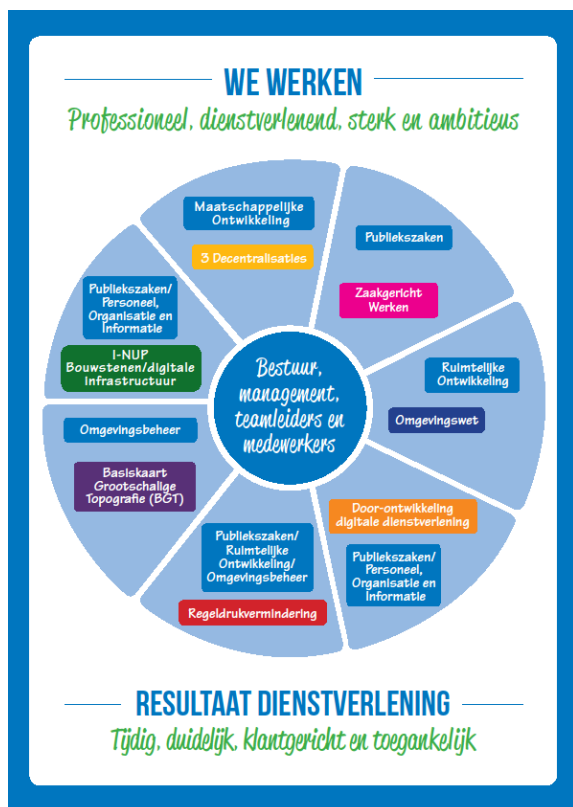 WE WERKEN
Professioneel, dienstverlenend, sterk en ambitieus
Maatschappelijke
Ontwikkeling
3 Decentralisaties
Publiekszaken
Zaakgericht
Werken
Ruimtelijke
Ontwikkeling
Omgevingswet
Door-ontwikkeling
digitale dienstverlening
Publiekszaken/
Personeel,
Organisatie en
Informatie
Publiekszaken/
Ruimtelijke
Ontwikkeling/
Omgevingsbeheer
Regeldrukvermindering
Omgevingsbeheer
Basiskaart
Grootschalige
Topografie (BGT)
Publiekszaken/
Personeel,
Organisatie en
Informatie
I-NUP
Bouwstenen/digitale
Infrastructuur
Bestuur,
management,
teamleiders en
medewerkers
RESULTAAT DIENSTVERLENING
Tijdig, duidelijk, klantgericht en toegankelijk